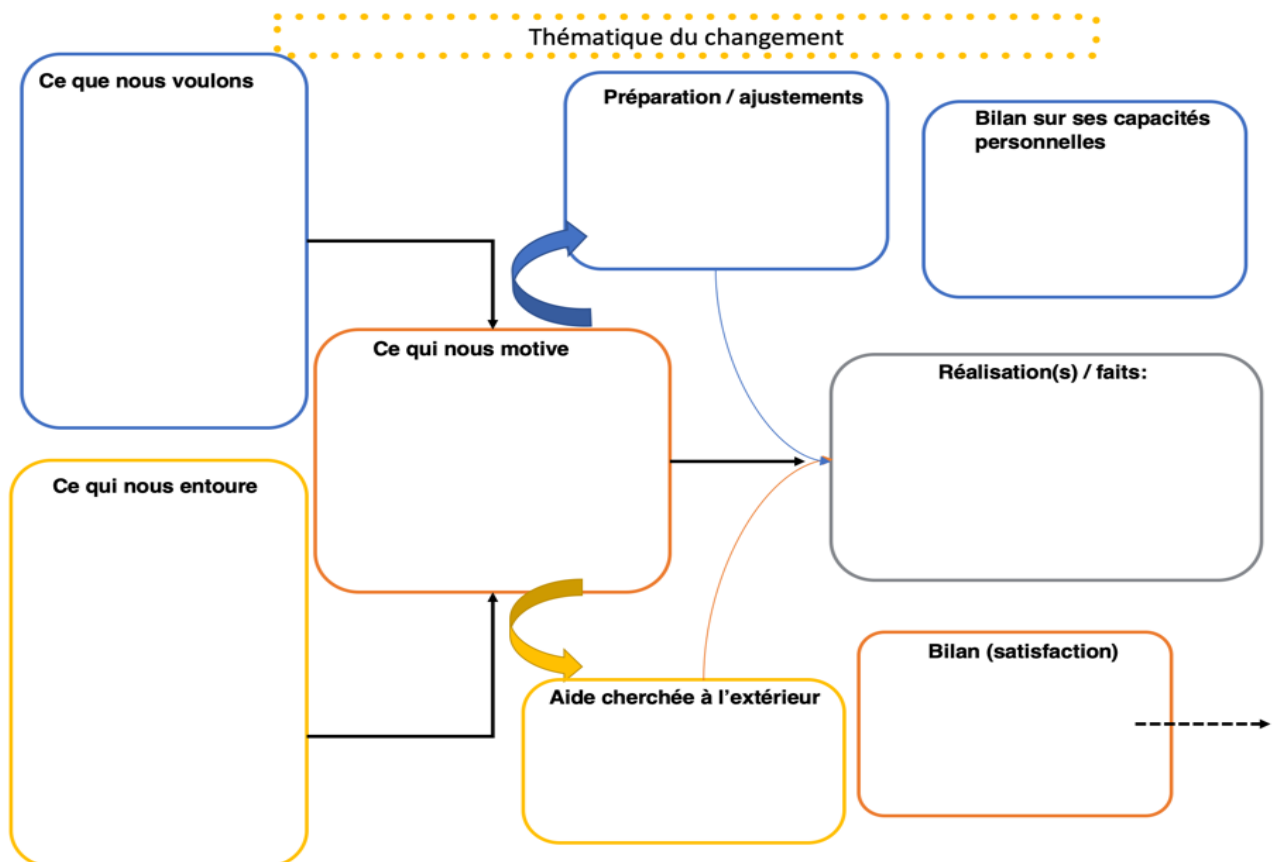 Thématique du changement
Ce que nous voulons
Préparation / ajustements
Bilan sur ses capacités
personnelles
Ce qui nous motive
Réalisation(s) / faits:
Ce qui nous entoure
Aide cherchée à l’extérieur
Bilan (satisfaction)